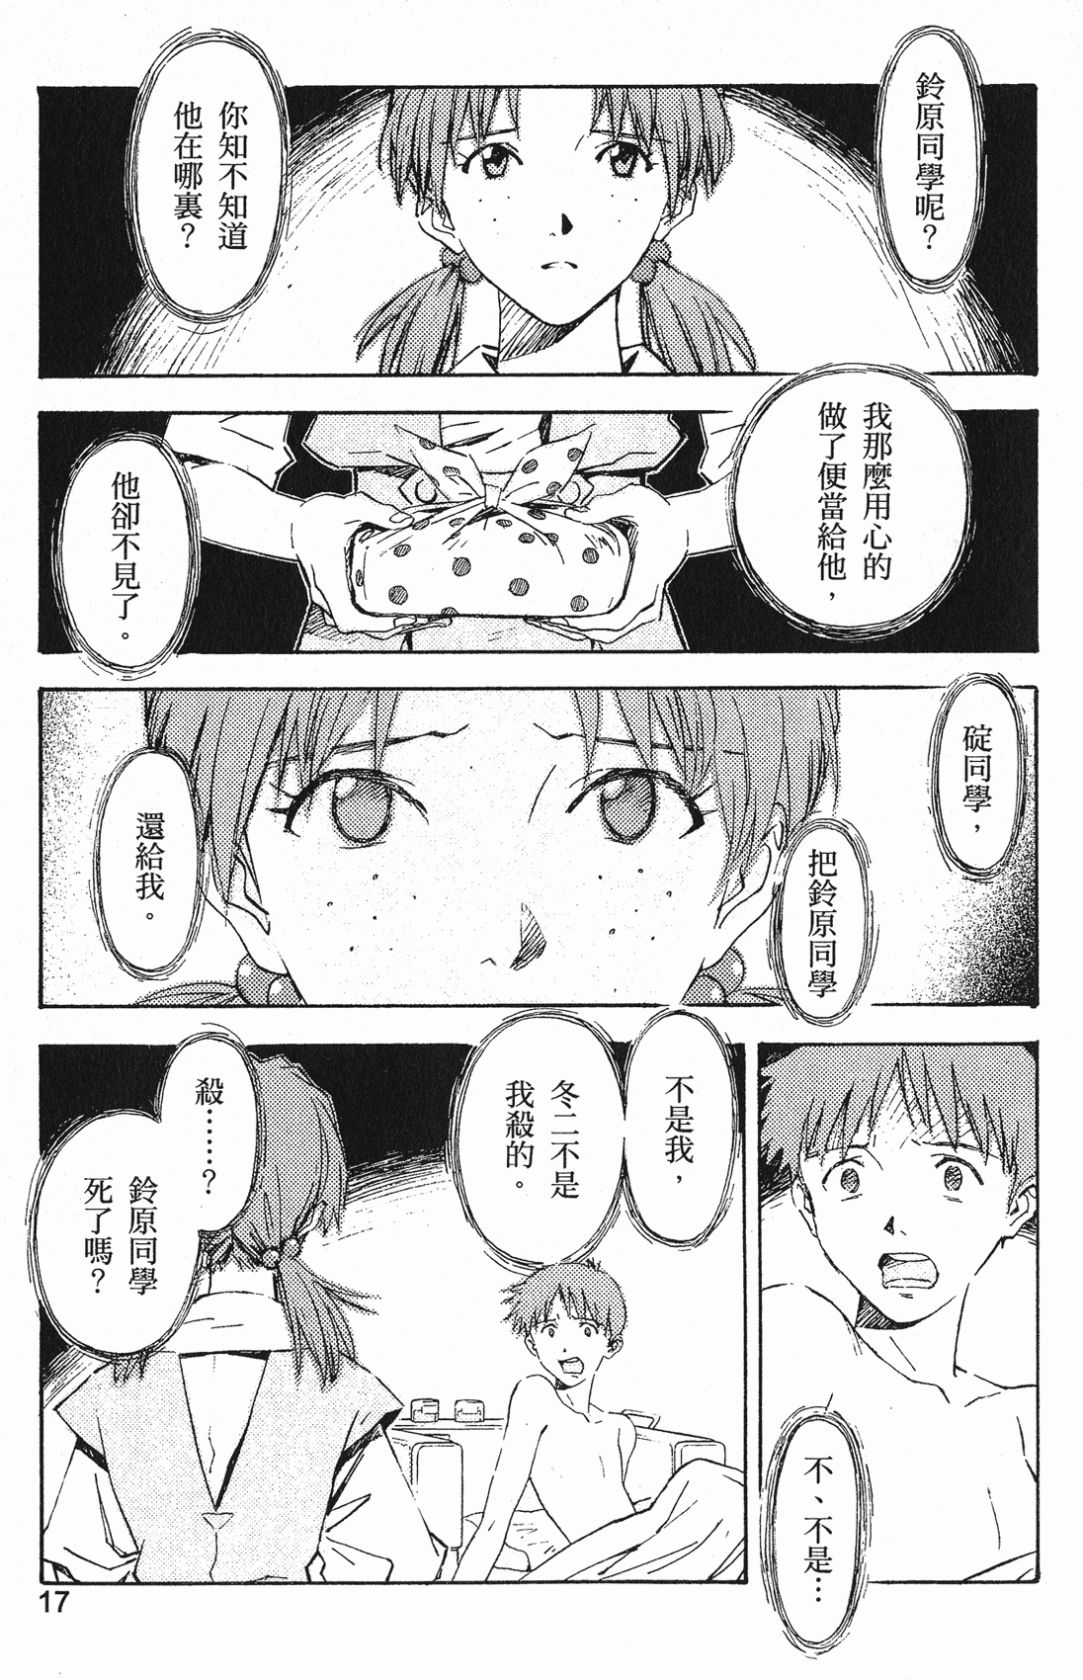 鈴原同學呢？
你知不知道
他在哪裏？
我那麼用心的
做了便當給他，
他卻不見了。
碇同學，
把鈴原同學
還給我。
不、不是…
不是我，
冬二不是
我殺的。
殺……？
鈴原同學
死了嗎？
17